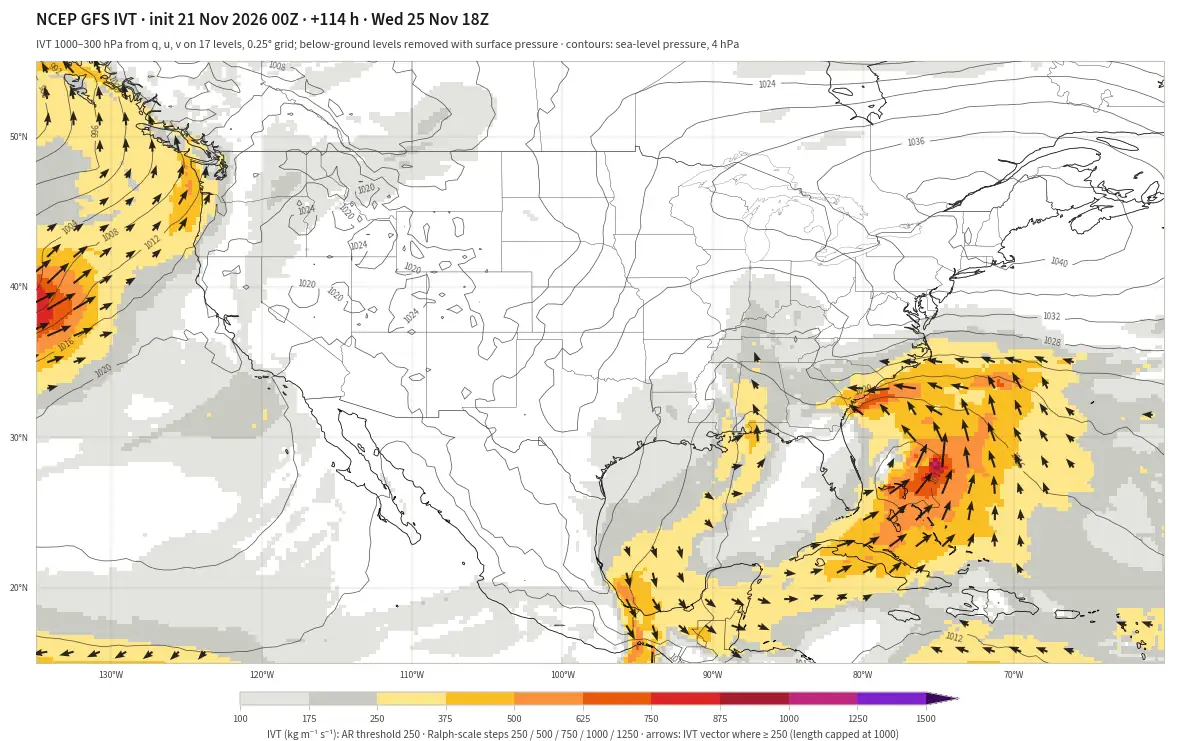 NCEP GFS IVT · init 21 Nov 2026 00Z · +114 h · Wed 25 Nov 18Z
IVT 1000–300 hPa from q, u, v on 17 levels, 0.25° grid; below-ground levels removed with surface pressure · contours: sea-level pressure, 4 hPa
1008
1024
996
50°N
1036
1020
1024
1020
1004
1008
1012
1024
1020
1040
40°N
1020
1020
1024
1032
1016
1028
1020
30°N
20°N
1012
130°W 120°W 110°W 100°W 90°W 80°W 70°W
100 175 250 375 500 625 750 875 1000 1250 1500
IVT (kg m⁻¹ s⁻¹): AR threshold 250 · Ralph-scale steps 250 / 500 / 750 / 1000 / 1250 · arrows: IVT vector where ≥ 250 (length capped at 1000)